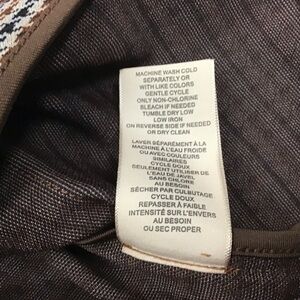 MACHINE WASH COLD
SEPARATELY OR
WITH LIKE COLORS
GENTLE CYCLE
ONLY NON-CHLORINE
BLEACH IF NEEDED
TUMBLE DRY LOW
LOW IRON
ON REVERSE SIDE IF NEEDED
OR DRY CLEAN
LAVER SÉPARÉMENT À LA
MACHINE À L'EAU FROIDE
OU AVEC COULEURS
SIMILAIRES
CYCLE DOUX
SEULEMENT UTILISER DE
L'EAU DE JAVEL
SANS CHLORE
AU BESOIN
SÉCHER PAR CULBUTAGE
CYCLE DOUX
REPASSER À FAIBLE
INTENSITÉ SUR L'ENVERS
AU BESOIN
OU SEC PROPER